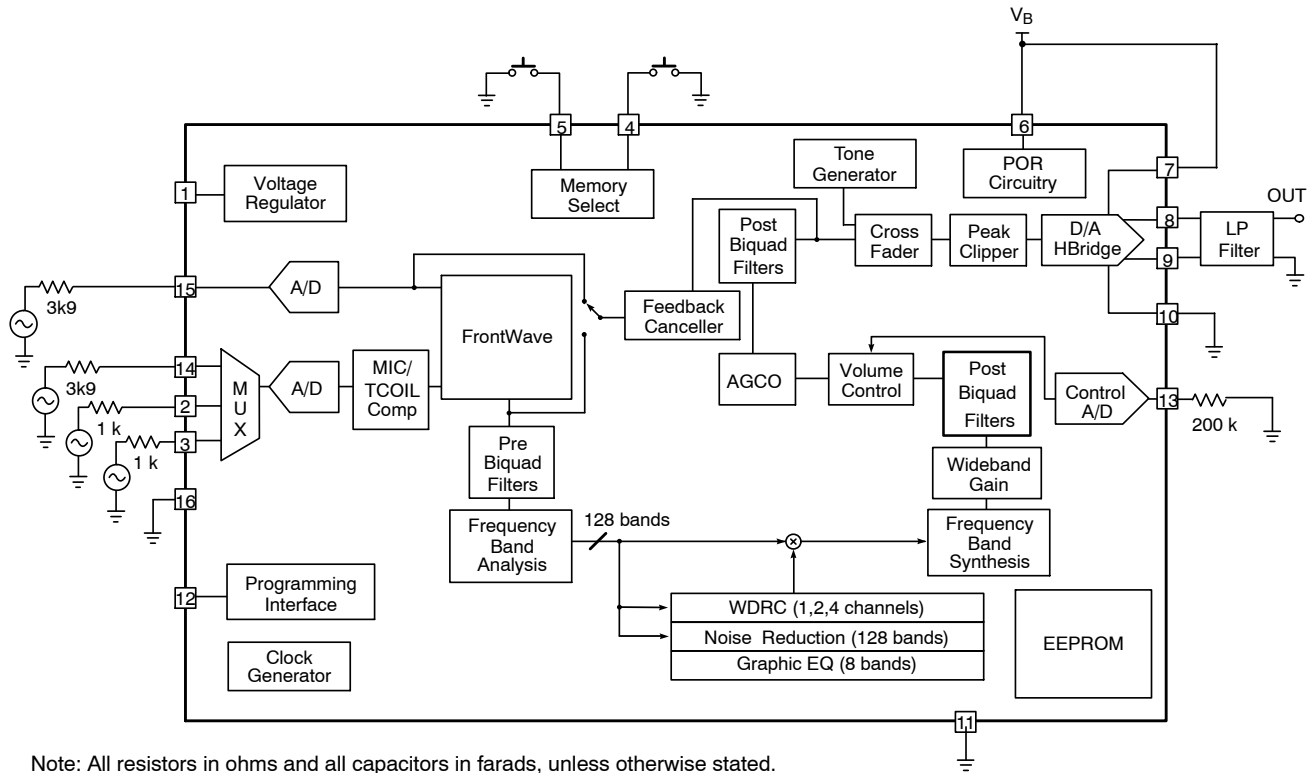 V_B
5
4
6
Tone
Generator
POR
Circuitry
7
1
Voltage
Regulator
Memory
Select
OUT
8
Post
Biquad
Filters
Cross
Fader
Peak
Clipper
D/A
HBridge
LP
Filter
9
15
A/D
3k9
Feedback
Canceller
10
FrontWave
14
MUX
A/D
MIC/
TCOIL
Comp
3k9
AGCO
Volume
Control
Post
Biquad
Filters
Control
A/D
13
200 k
2
1 k
3
1 k
Pre
Biquad
Filters
Wideband
Gain
16
Frequency
Band
Analysis
128 bands
Frequency
Band
Synthesis
12
Programming
Interface
WDRC (1,2,4 channels)
Noise Reduction (128 bands)
Graphic EQ (8 bands)
EEPROM
Clock
Generator
11
Note: All resistors in ohms and all capacitors in farads, unless otherwise stated.